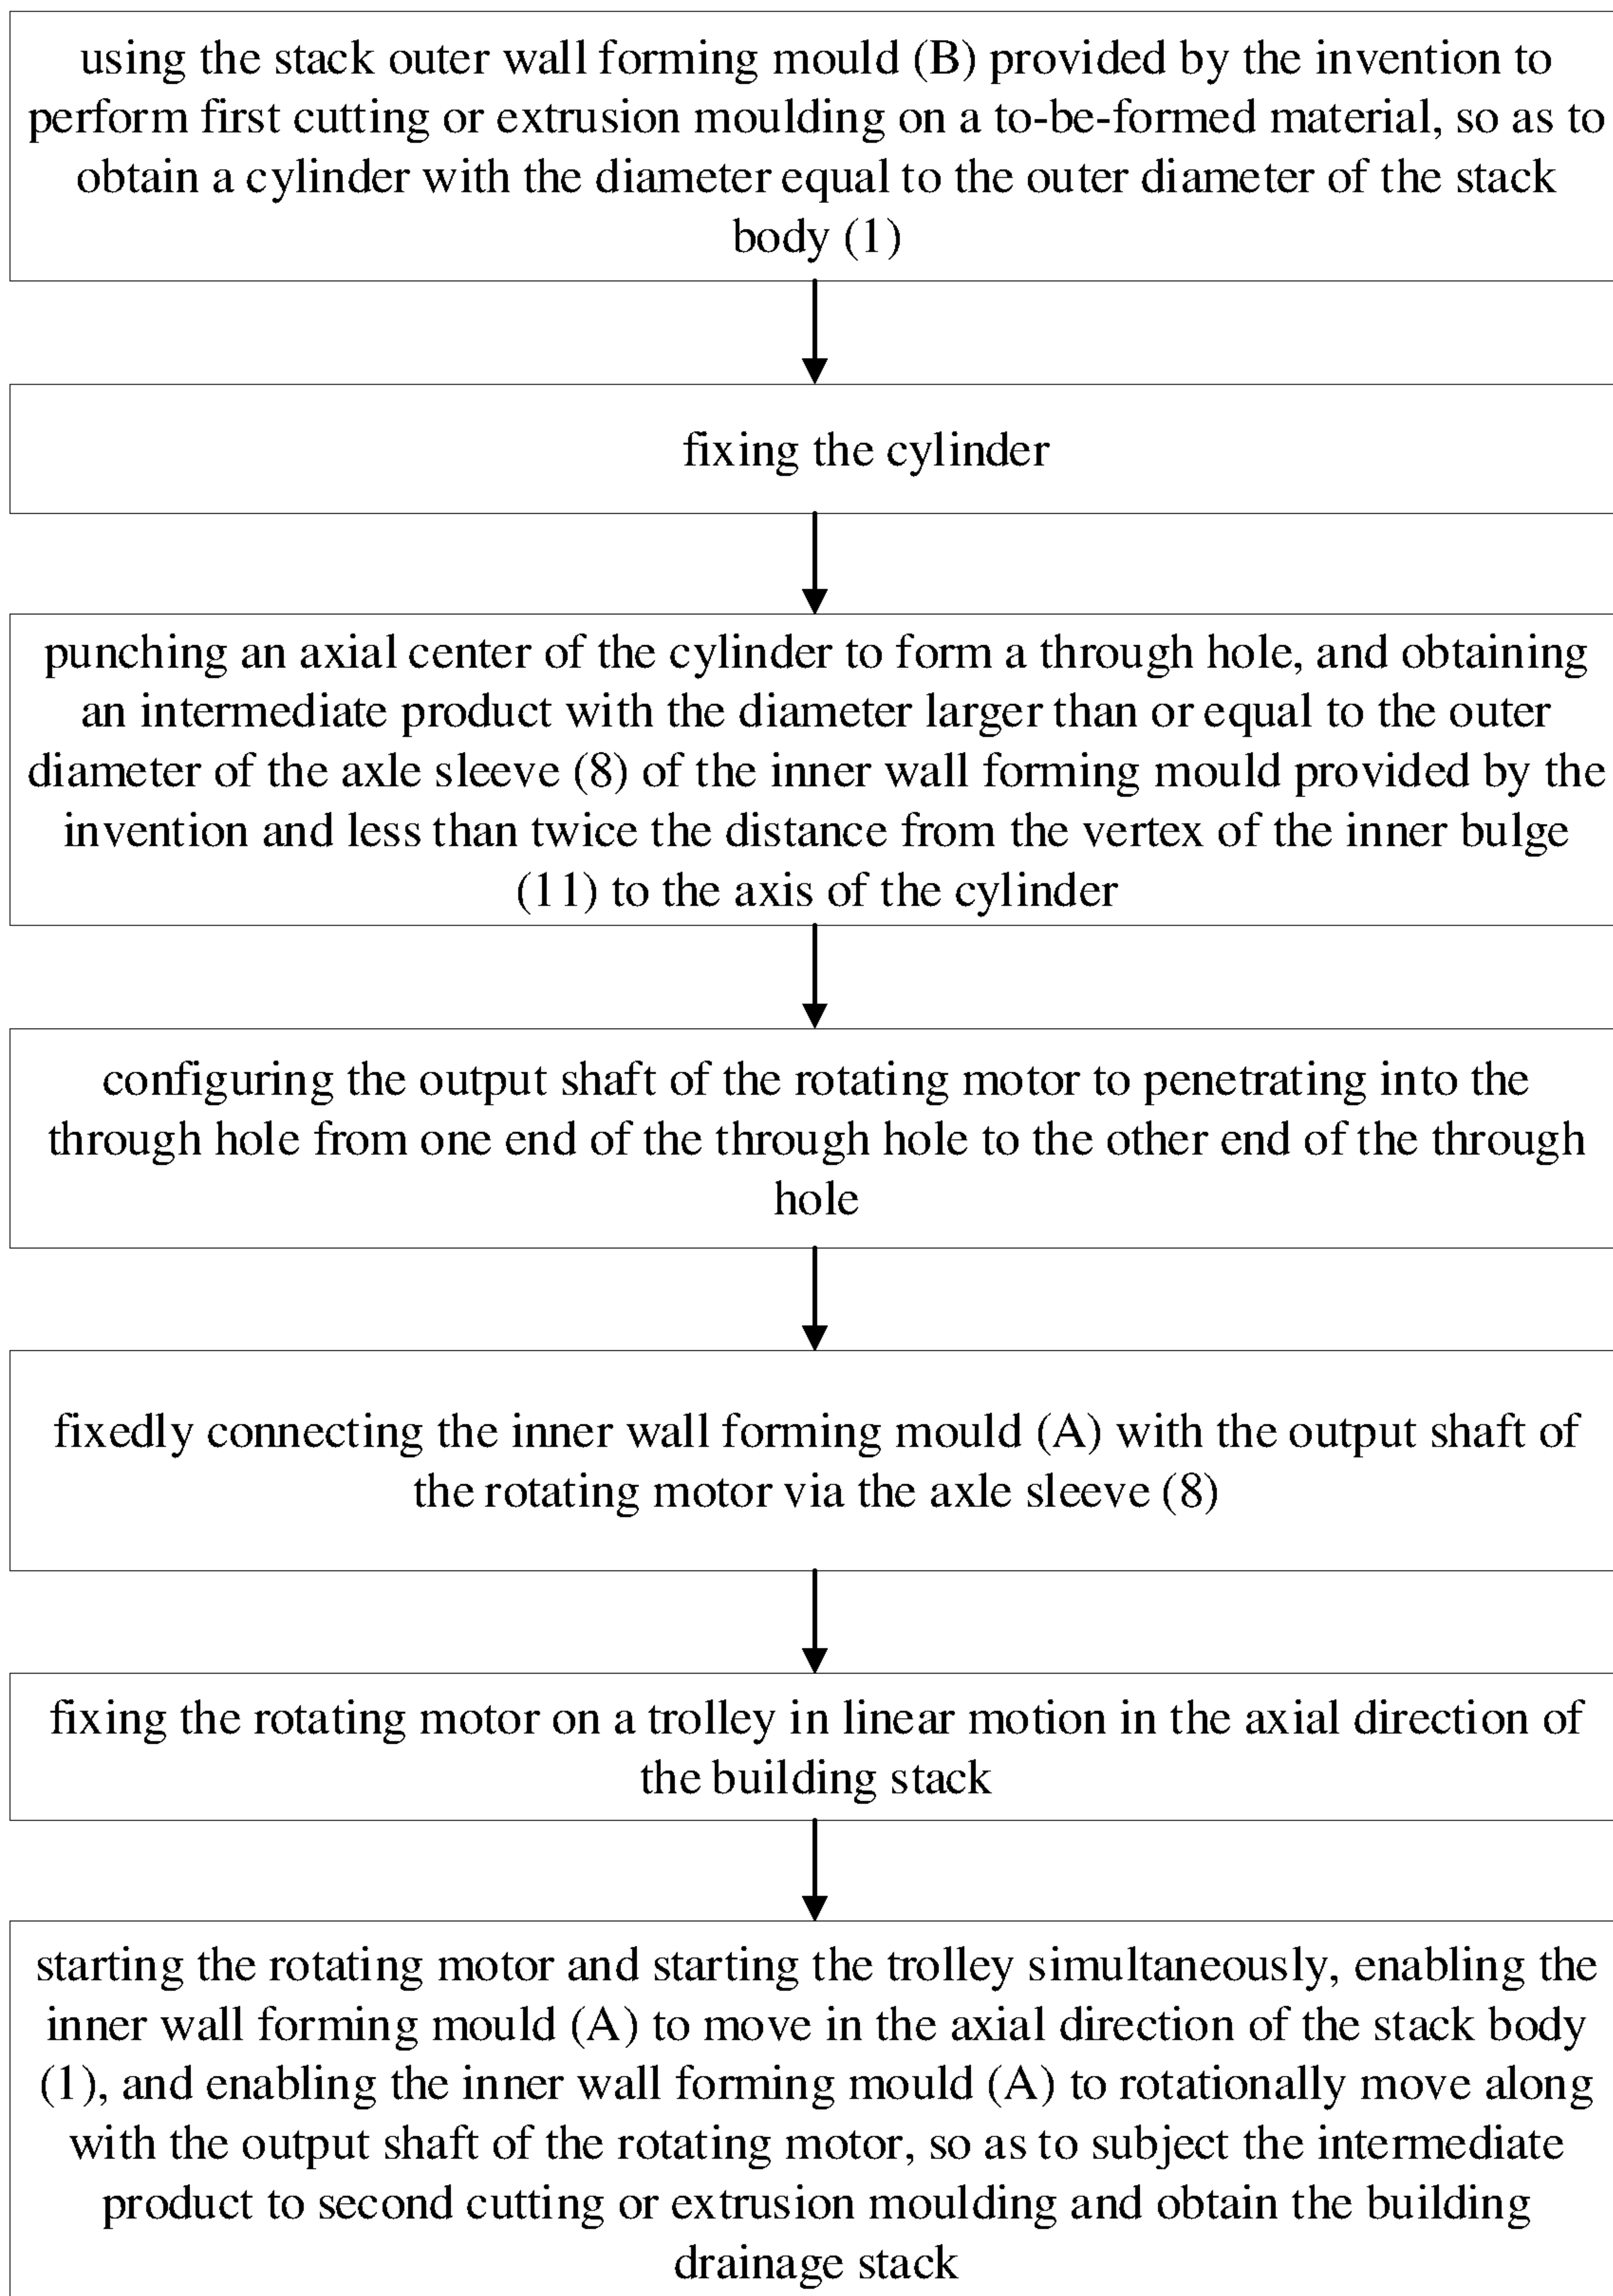 using the stack outer wall forming mould (B) provided by the invention to
perform first cutting or extrusion moulding on a to-be-formed material, so as to
obtain a cylinder with the diameter equal to the outer diameter of the stack
body (1)
fixing the cylinder
punching an axial center of the cylinder to form a through hole, and obtaining
an intermediate product with the diameter larger than or equal to the outer
diameter of the axle sleeve (8) of the inner wall forming mould provided by the
invention and less than twice the distance from the vertex of the inner bulge
(11) to the axis of the cylinder
configuring the output shaft of the rotating motor to penetrating into the
through hole from one end of the through hole to the other end of the through
hole
fixedly connecting the inner wall forming mould (A) with the output shaft of
the rotating motor via the axle sleeve (8)
fixing the rotating motor on a trolley in linear motion in the axial direction of
the building stack
starting the rotating motor and starting the trolley simultaneously, enabling the
inner wall forming mould (A) to move in the axial direction of the stack body
(1), and enabling the inner wall forming mould (A) to rotationally move along
with the output shaft of the rotating motor, so as to subject the intermediate
product to second cutting or extrusion moulding and obtain the building
drainage stack